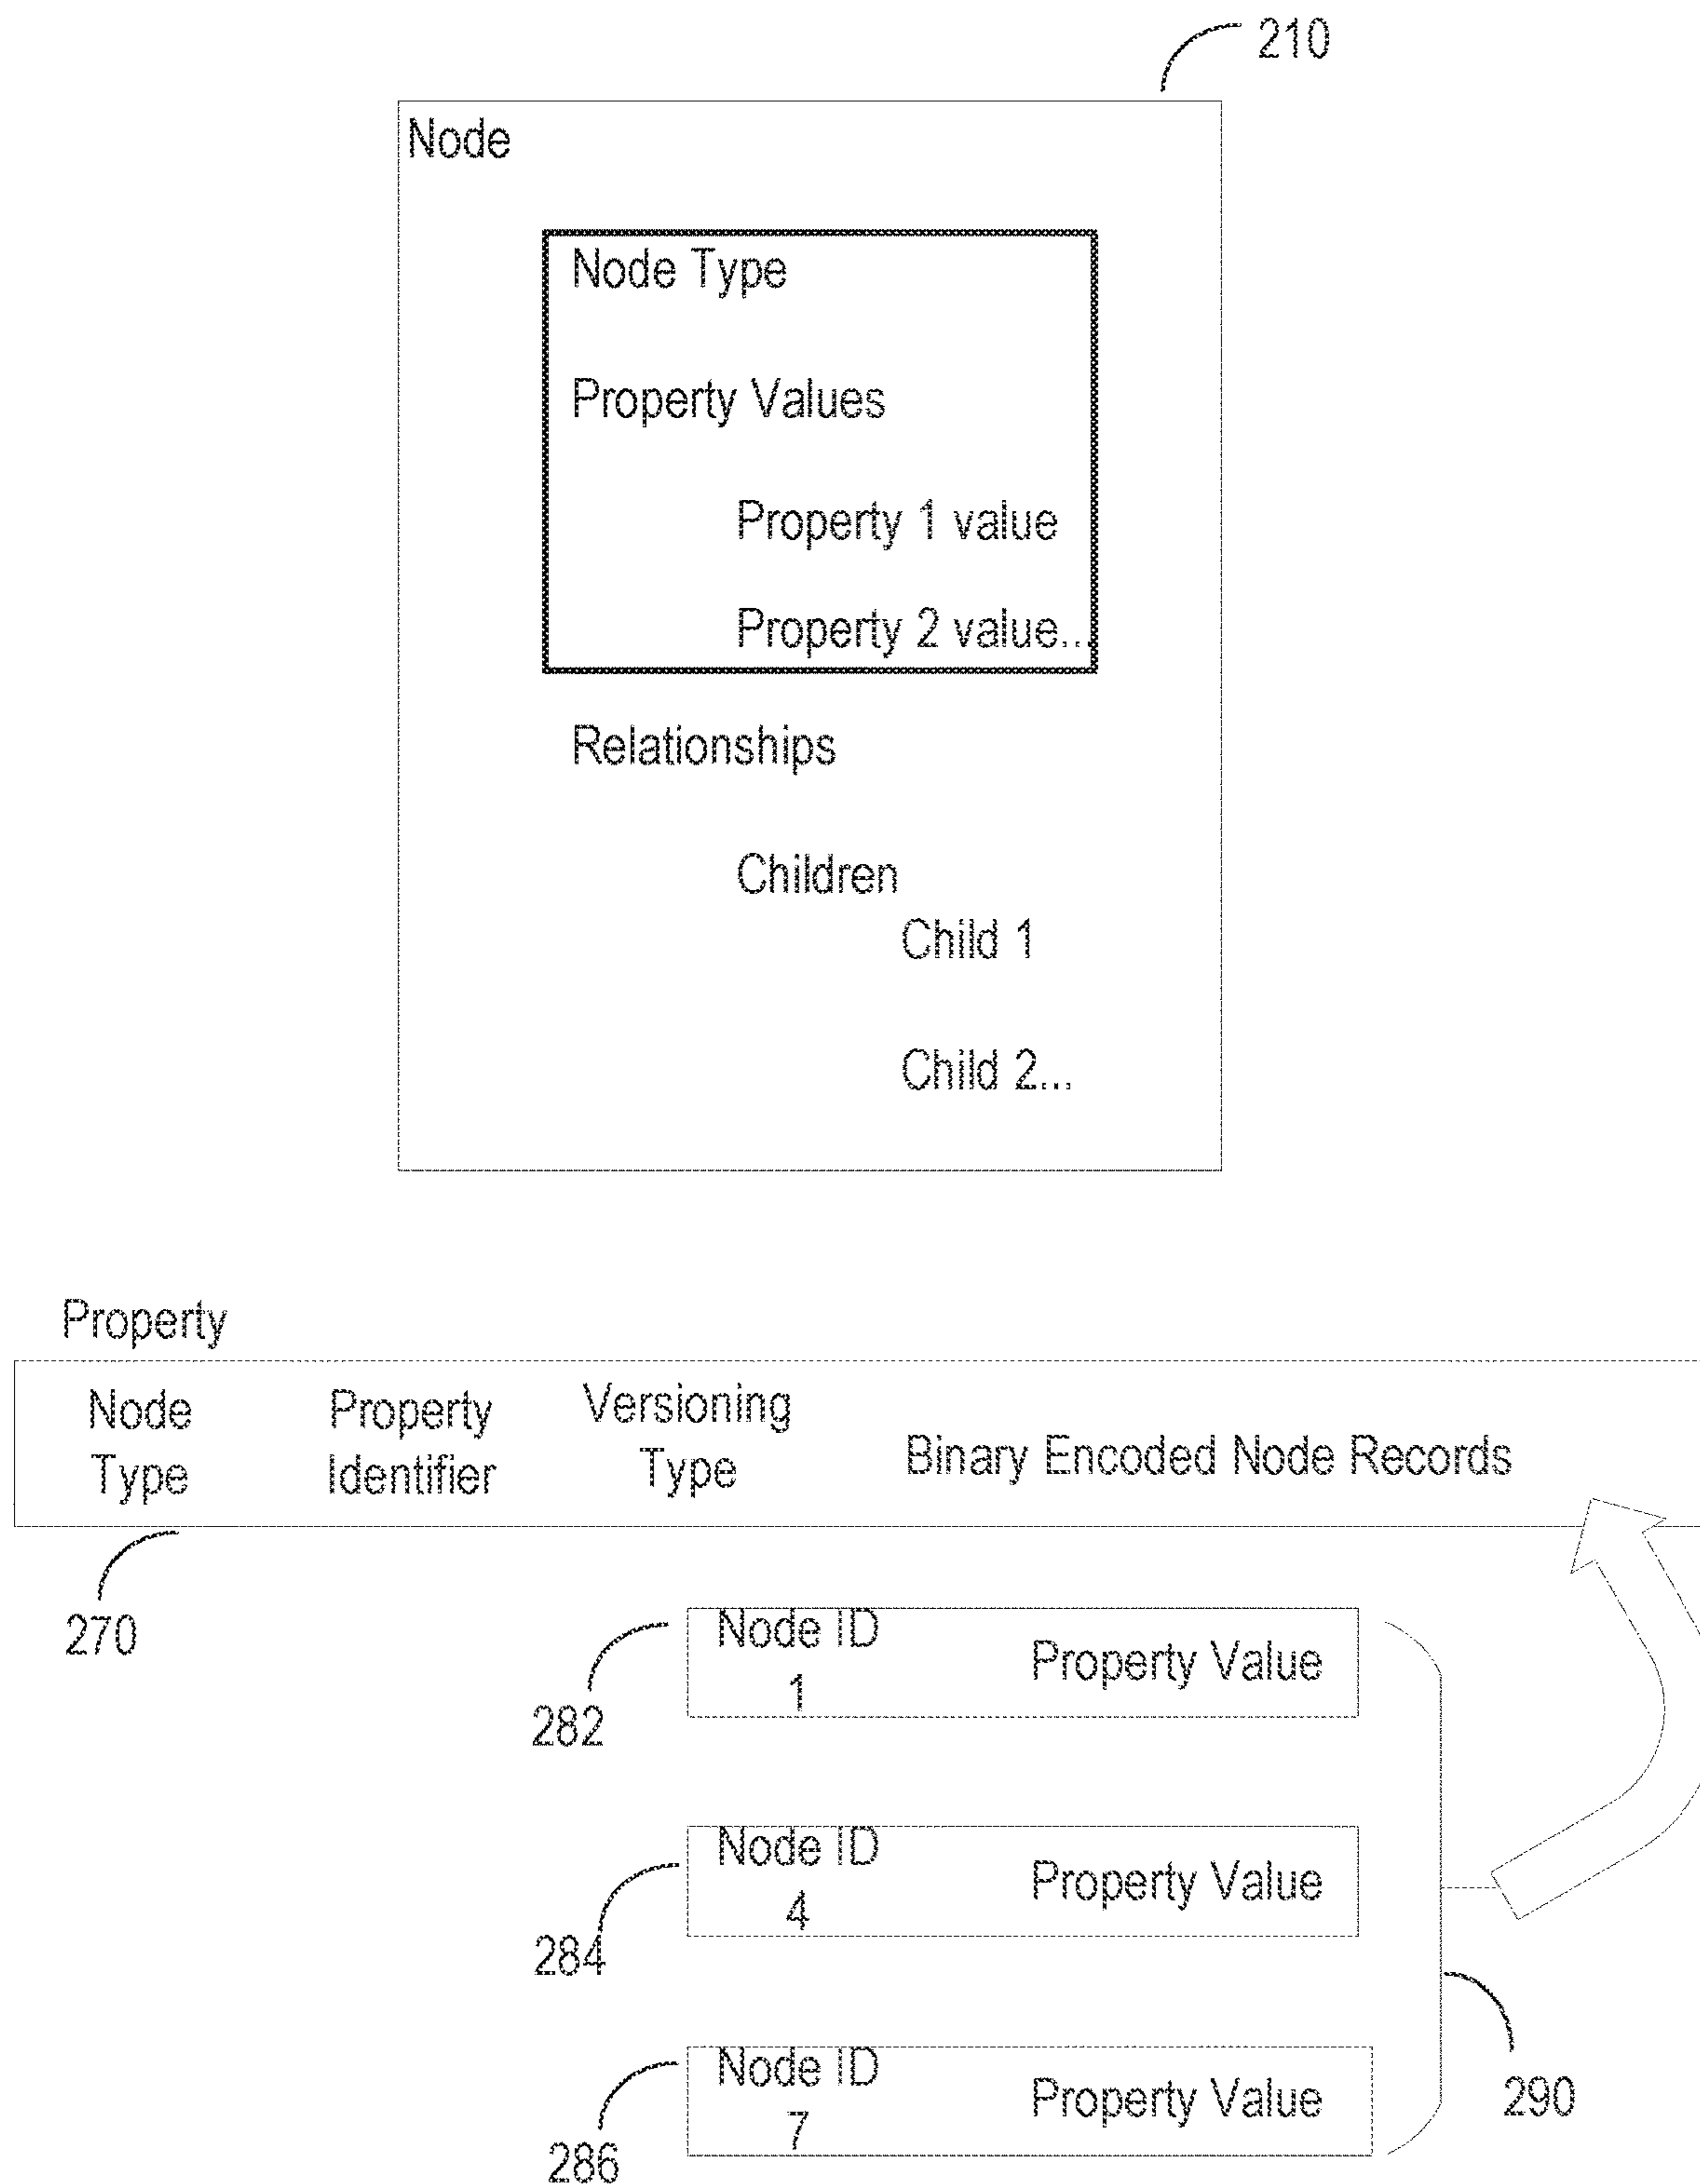 210
Node
Node Type
Property Values
Property 1 value
Property 2 value...
Relationships
Children
Child 1
Child 2...
Property
Node
Type
Property
Identifier
Versioning
Type
Binary Encoded Node Records
270
Node ID
1
Property Value
282
Node ID
4
Property Value
284
Node ID
7
Property Value
286
290